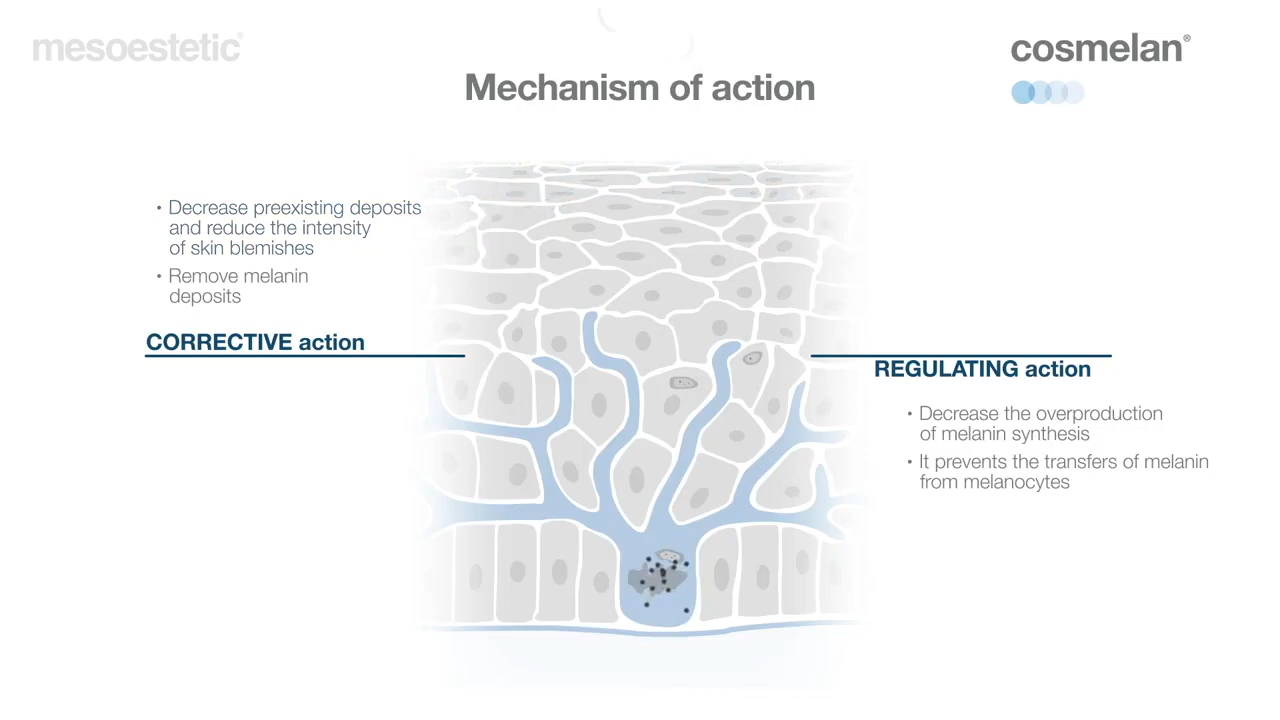 mesoestetic®
cosmelan®
Mechanism of action
• Decrease preexisting deposits
and reduce the intensity
of skin blemishes
• Remove melanin
deposits
CORRECTIVE action
REGULATING action
• Decrease the overproduction
of melanin synthesis
• It prevents the transfers of melanin
from melanocytes